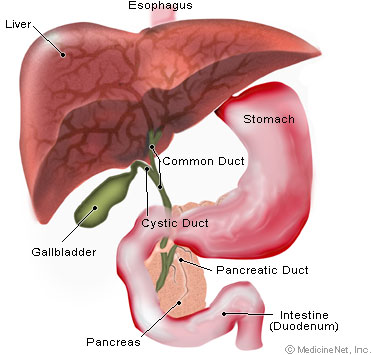 Esophagus
Liver
Stomach
Common Duct
Cystic Duct
Gallbladder
Pancreatic Duct
Intestine
(Duodenum)
Pancreas
© MedicineNet, Inc.